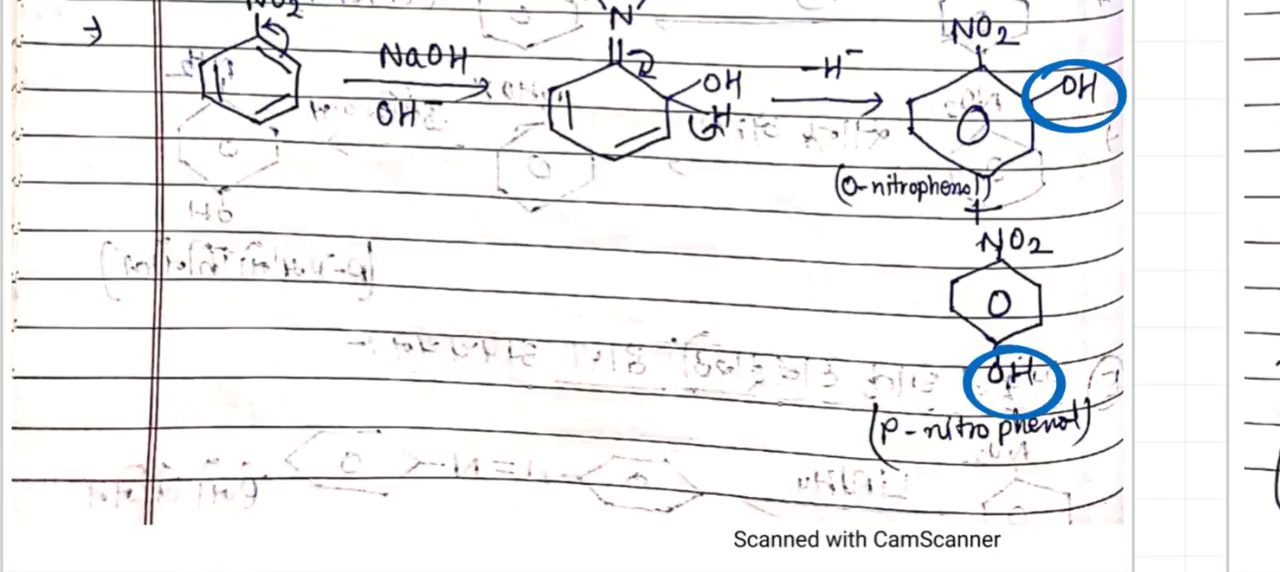 NO2
N
NaOH
OH⁻
OH
H
-H⁻
NO2
OH
(O-nitrophenol)
+
NO2
OH
(p-nitrophenol)
Scanned with CamScanner